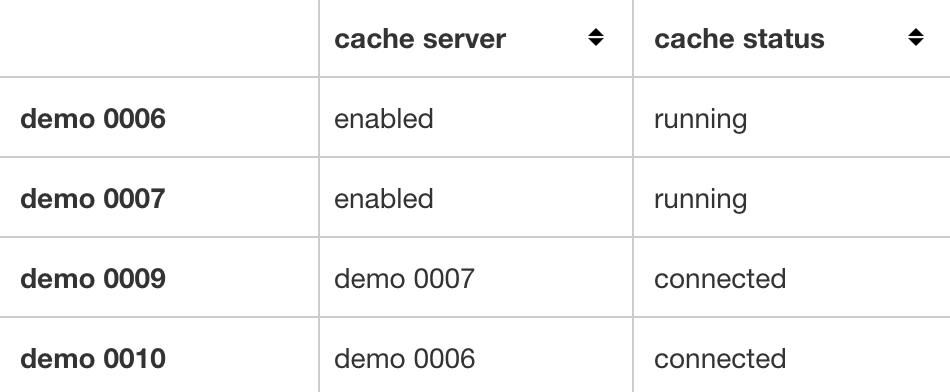 cache server cache status
demo 0006 enabled running
demo 0007 enabled running
demo 0009 demo 0007 connected
demo 0010 demo 0006 connected